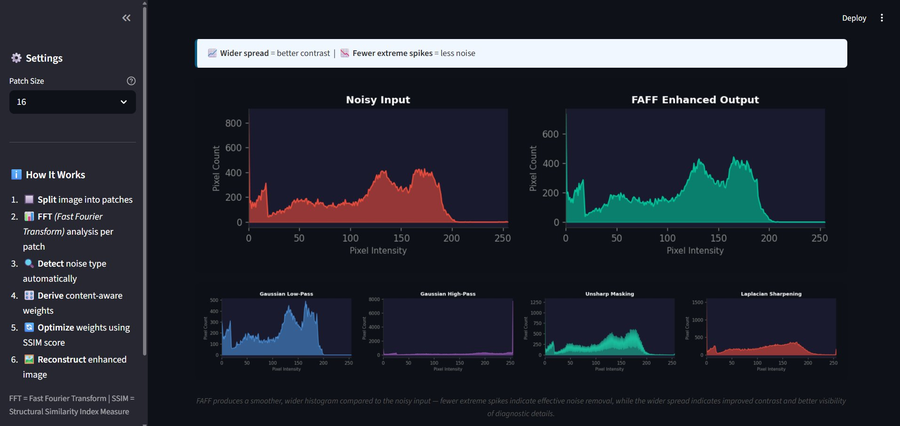 Deploy
Settings
Patch Size
16
How It Works
1. Split image into patches
2. FFT (Fast Fourier
Transform) analysis per
patch
3. Detect noise type
automatically
4. Derive content-aware
weights
5. Optimize weights using
SSIM score
6. Reconstruct enhanced
image
FFT = Fast Fourier Transform | SSIM =
Structural Similarity Index Measure
Wider spread = better contrast | Fewer extreme spikes = less noise
Noisy Input
Pixel Count
800
600
400
200
0
0 50 100 150 200 250
Pixel Intensity
FAFF Enhanced Output
Pixel Count
600
400
200
0
0 50 100 150 200 250
Pixel Intensity
Gaussian Low-Pass
Pixel Count
500
400
300
200
100
0
0 50 100 150 200 250
Pixel Intensity
Gaussian High-Pass
Pixel Count
8000
6000
4000
2000
0
0 50 100 150 200 250
Pixel Intensity
Unsharp Masking
Pixel Count
1250
1000
750
500
250
0
0 50 100 150 200 250
Pixel Intensity
Laplacian Sharpening
Pixel Count
1500
1000
500
0
0 50 100 150 200 250
Pixel Intensity
FAFF produces a smoother, wider histogram compared to the noisy input — fewer extreme spikes indicate effective noise removal, while the wider spread indicates improved contrast and better visibility
of diagnostic details.